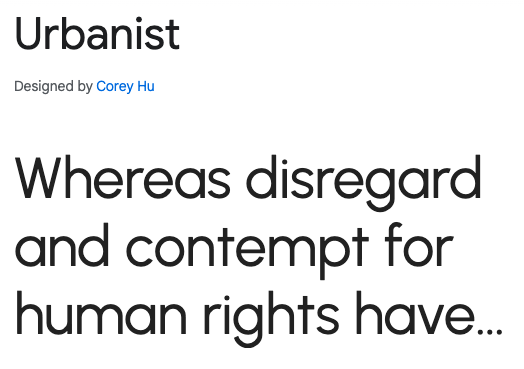 Urbanist
Designed by Corey Hu
Whereas disregard
and contempt for
human rights have...